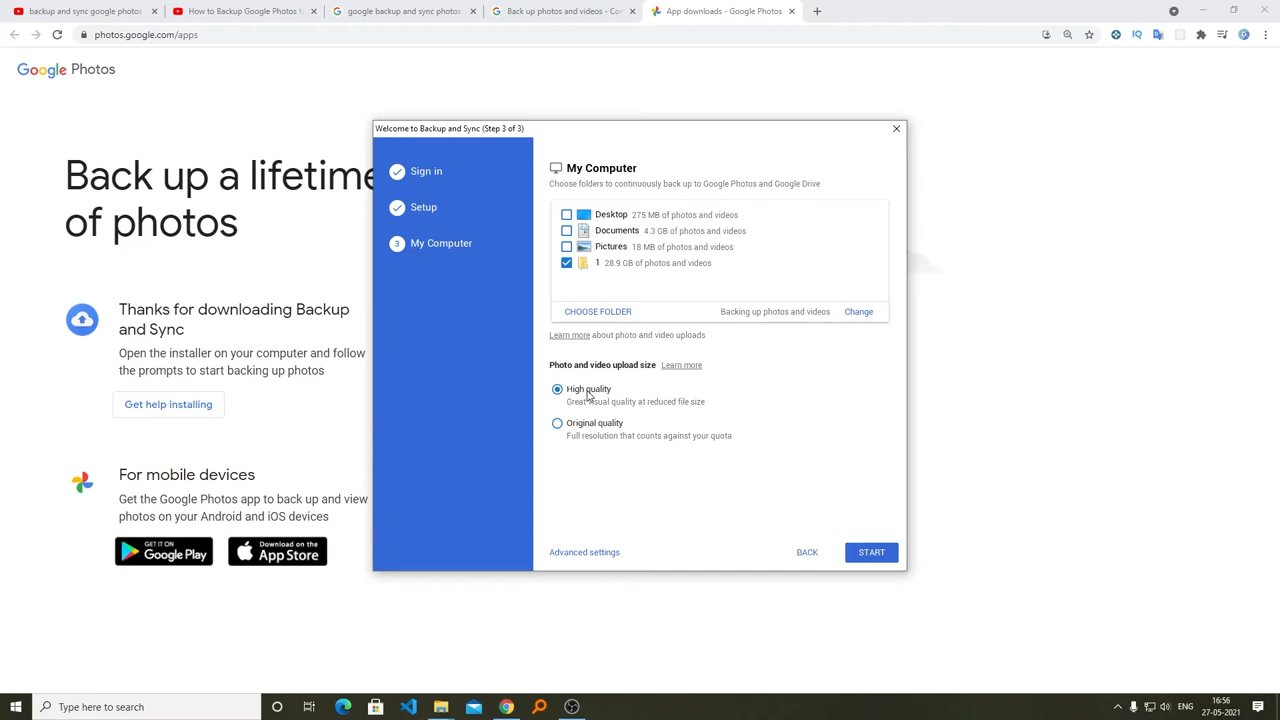 backup and sync google photos
How to Backup Google Photos t
google backup and sync photos
Back up photos and videos - Co
App downloads - Google Photos
photos.google.com/apps
Google Photos
Back up a lifetime
of photos
Thanks for downloading Backup
and Sync
Open the installer on your computer and follow
the prompts to start backing up photos
Get help installing
For mobile devices
Get the Google Photos app to back up and view
photos on your Android and iOS devices
GET IT ON
Google Play
Download on the
App Store
Welcome to Backup and Sync (Step 3 of 3)
Sign in
Setup
3 My Computer
My Computer
Choose folders to continuously back up to Google Photos and Google Drive
Desktop 275 MB of photos and videos
Documents 4.3 GB of photos and videos
Pictures 18 MB of photos and videos
1 28.9 GB of photos and videos
CHOOSE FOLDER Backing up photos and videos Change
Learn more about photo and video uploads
Photo and video upload size Learn more
High quality
Great visual quality at reduced file size
Original quality
Full resolution that counts against your quota
Advanced settings BACK START
Type here to search
ENG
16:56
27-05-2021